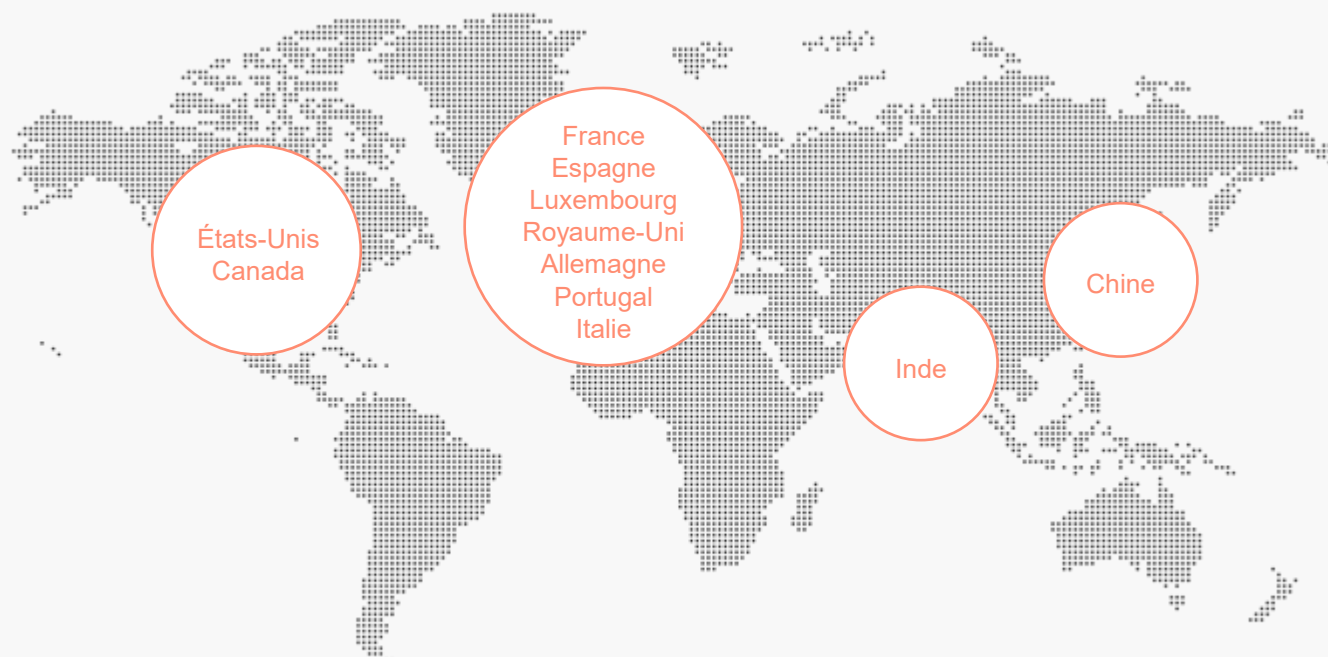 États-Unis
Canada
France
Espagne
Luxembourg
Royaume-Uni
Allemagne
Portugal
Italie
Inde
Chine